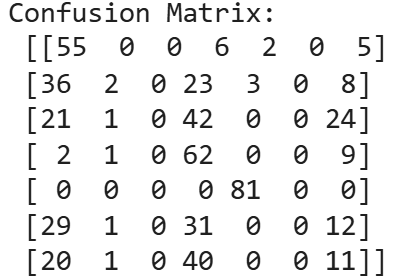 Confusion Matrix:
[[55 0 0 6 2 0 5]
[36 2 0 23 3 0 8]
[21 1 0 42 0 0 24]
[ 2 1 0 62 0 0 9]
[ 0 0 0 0 81 0 0]
[29 1 0 31 0 0 12]
[20 1 0 40 0 0 11]]